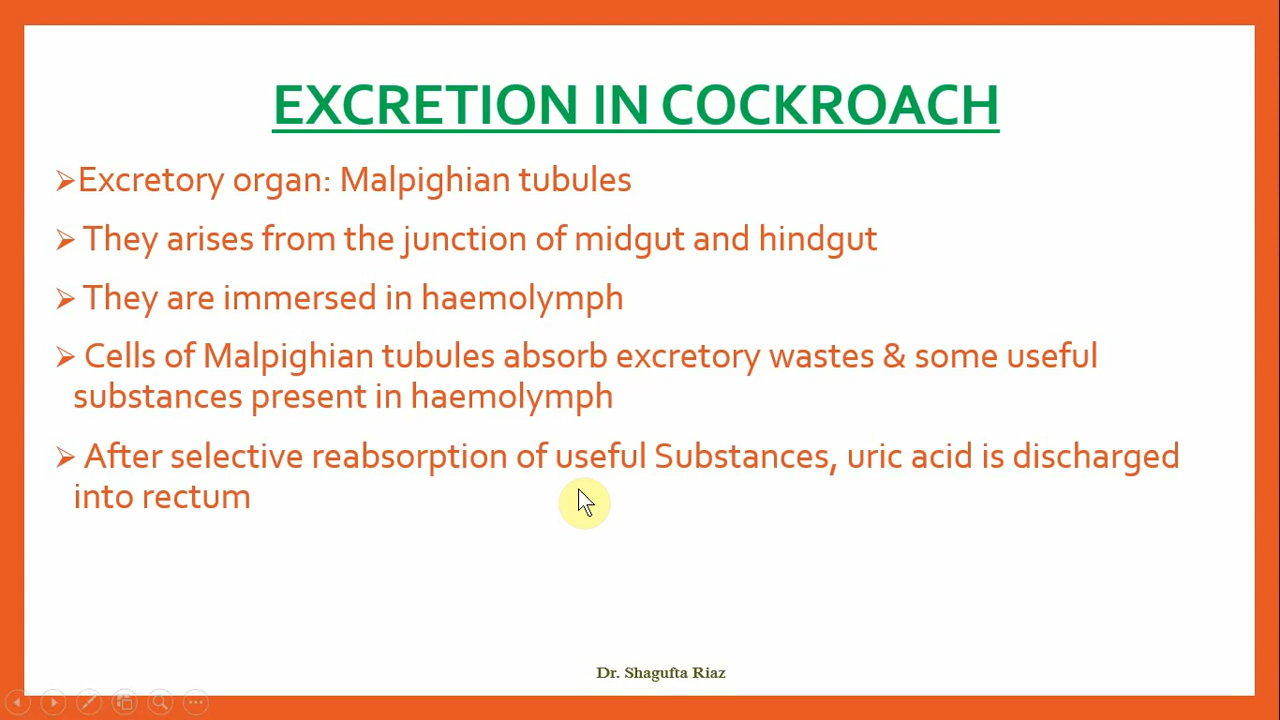 EXCRETION IN COCKROACH
➢Excretory organ: Malpighian tubules
➢ They arises from the junction of midgut and hindgut
➢ They are immersed in haemolymph
➢ Cells of Malpighian tubules absorb excretory wastes & some useful
substances present in haemolymph
➢ After selective reabsorption of useful Substances, uric acid is discharged
into rectum
Dr. Shagufta Riaz